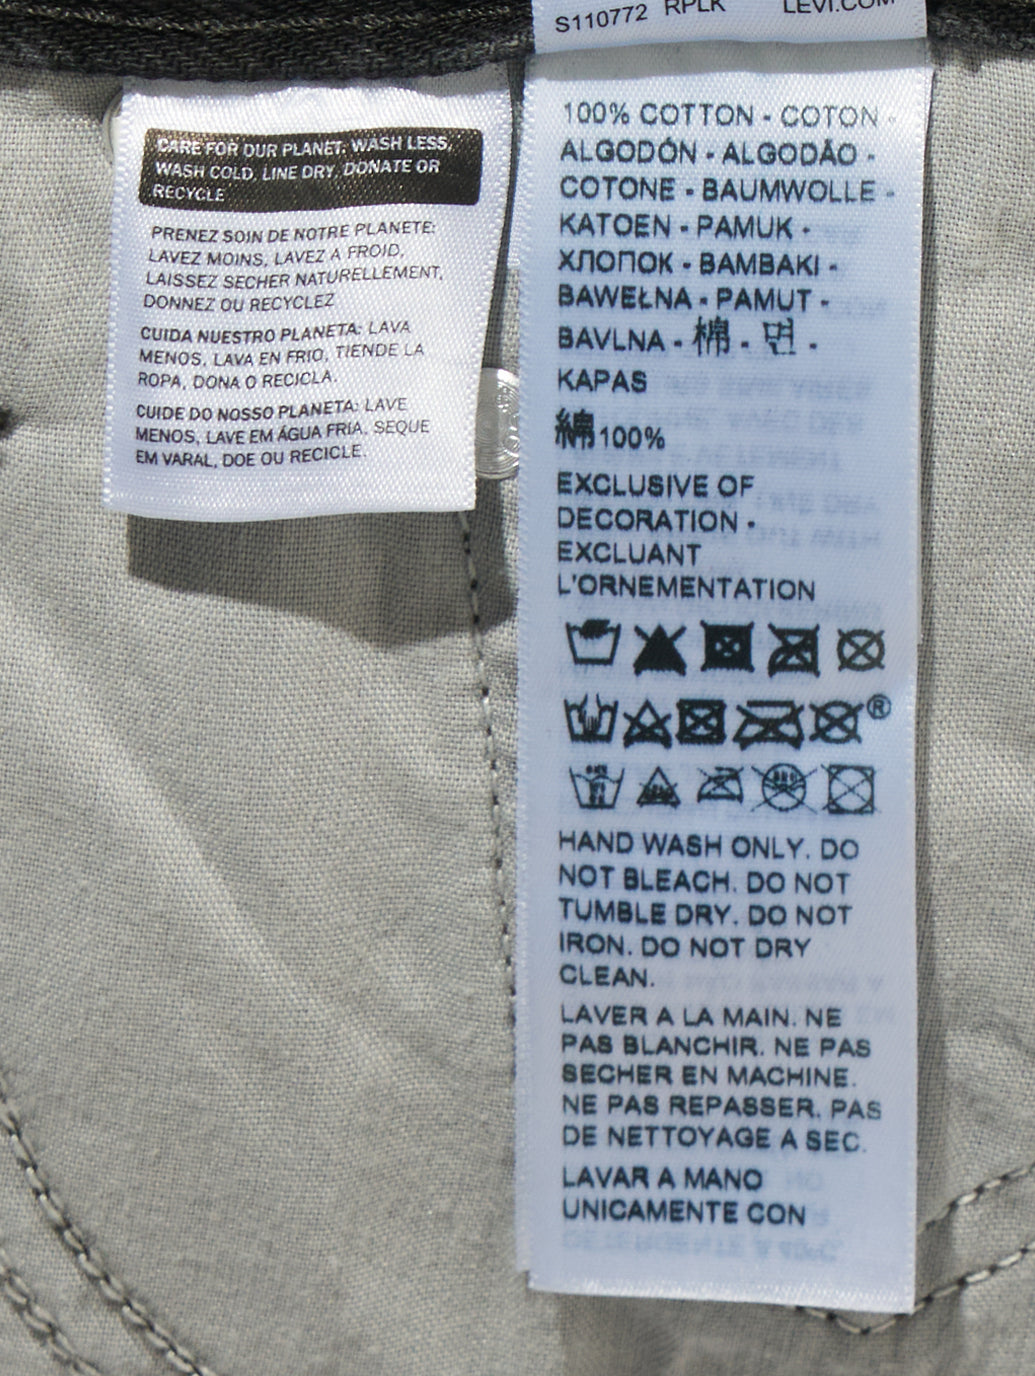 CARE FOR OUR PLANET: WASH LESS,
WASH COLD, LINE DRY, DONATE OR
RECYCLE
PRENEZ SOIN DE NOTRE PLANETE:
LAVEZ MOINS, LAVEZ A FROID,
LAISSEZ SECHER NATURELLEMENT,
DONNEZ OU RECYCLEZ
CUIDA NUESTRO PLANETA: LAVA
MENOS, LAVA EN FRIO, TIENDE LA
ROPA, DONA O RECICLA.
CUIDE DO NOSSO PLANETA: LAVE
MENOS, LAVE EM ÁGUA FRIA, SEQUE
EM VARAL, DOE OU RECICLE.
S110772 RPLK LEVI.COM
100% COTTON - COTON -
ALGODÓN - ALGODÃO -
COTONE - BAUMWOLLE -
KATOEN - PAMUK -
ХЛОПОК - BAMBAKI -
BAWEŁNA - PAMUT -
BAVLNA - 棉 - 면 -
KAPAS
綿100%
EXCLUSIVE OF
DECORATION -
EXCLUANT
L'ORNEMENTATION
®
HAND WASH ONLY. DO
NOT BLEACH. DO NOT
TUMBLE DRY. DO NOT
IRON. DO NOT DRY
CLEAN.
LAVER A LA MAIN. NE
PAS BLANCHIR. NE PAS
SECHER EN MACHINE.
NE PAS REPASSER. PAS
DE NETTOYAGE A SEC.
LAVAR A MANO
UNICAMENTE CON